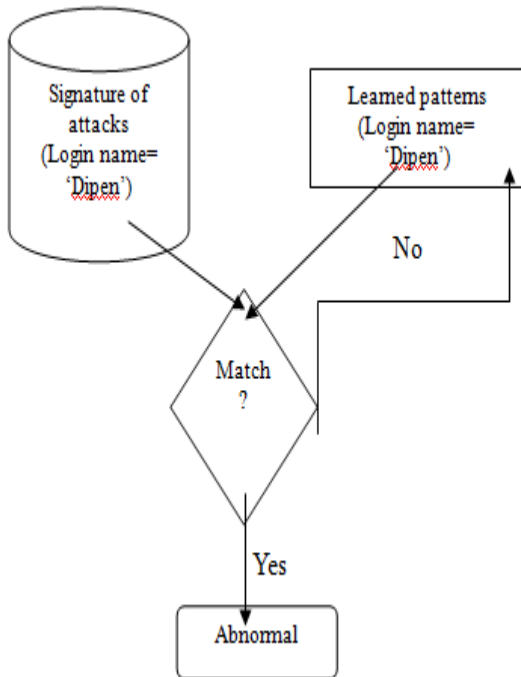 Signature of
attacks
(Login name=
‘Dipen’)
Learned patterns
(Login name=
‘Dipen’)
No
Match
?
Yes
Abnormal